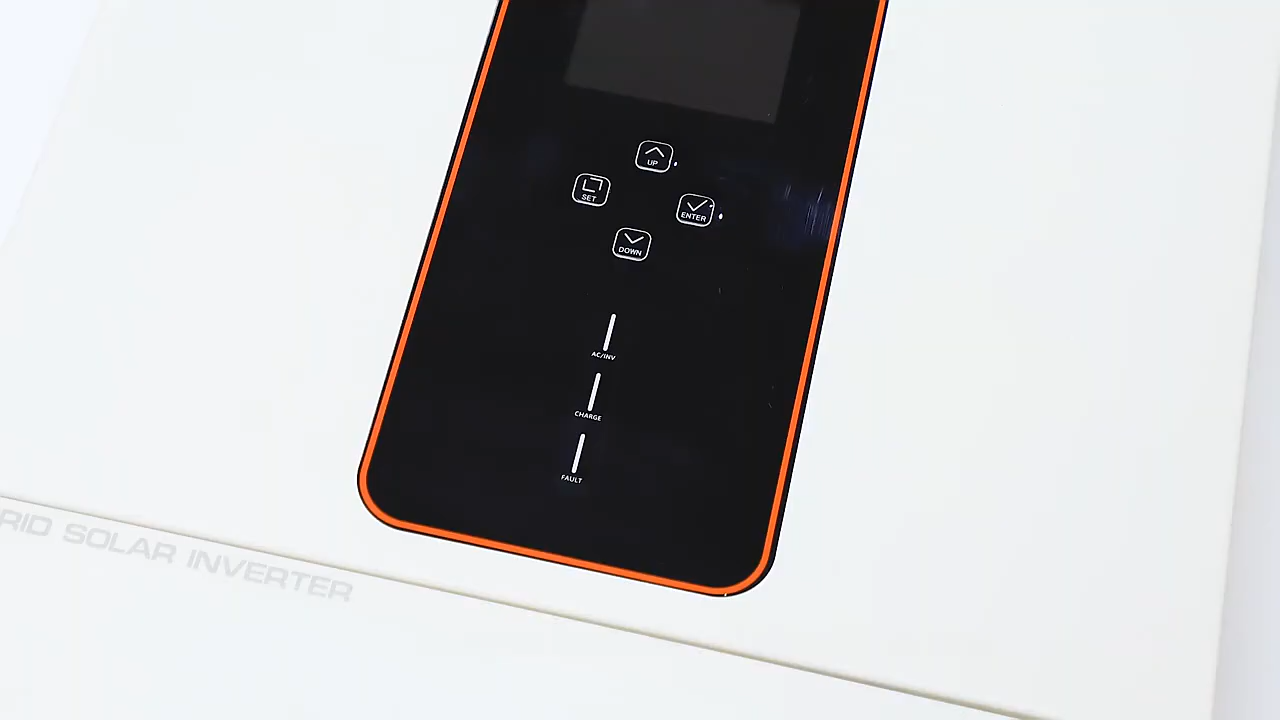 UP
SET
ENTER
DOWN
AC/INV
CHARGE
FAULT
RID SOLAR INVERTER